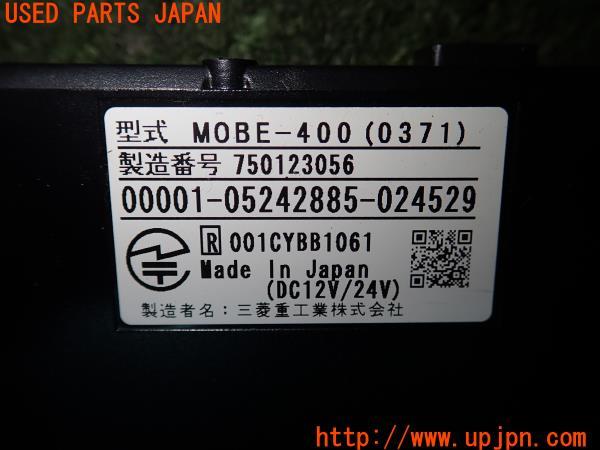 USED PARTS JAPAN
型式 MOBE-400(0371)
製造番号 750123056
00001-05242885-024529
R 001CYBB1061
Made In Japan
(DC12V/24V)
製造者名:三菱重工業株式会社
http://www.upjpn.com/